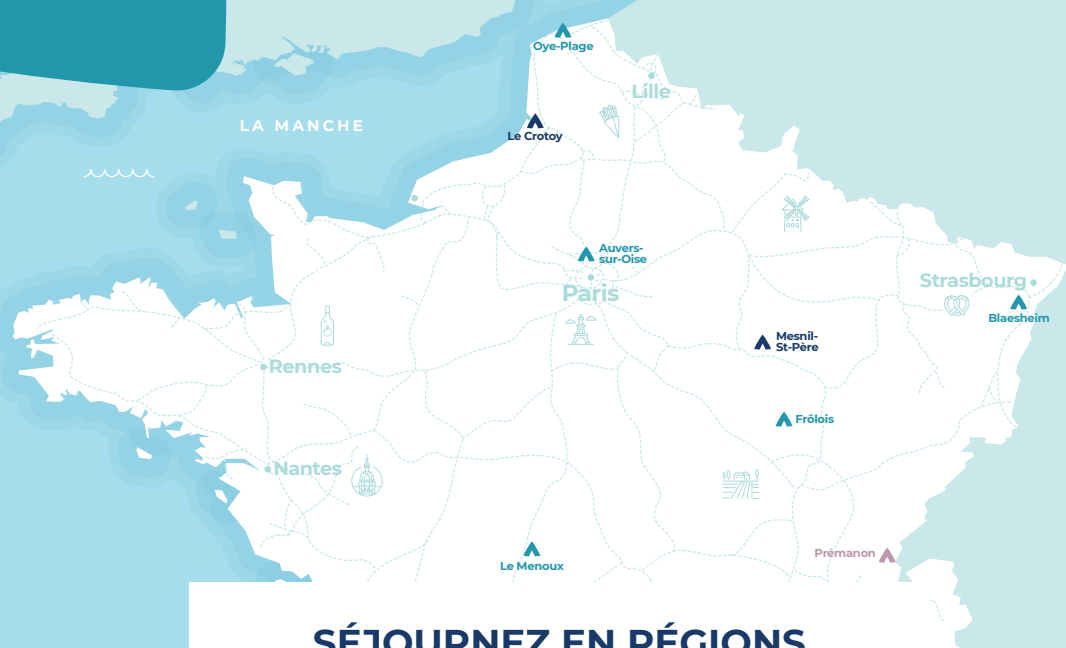 Oye-Plage
Lille
LA MANCHE
Le Crotoy
Auvers-
sur-Oise
Paris
Strasbourg
Blaesheim
Mesnil-
St-Père
Rennes
Frôlois
Nantes
Prémanon
Le Menoux
SÉJOURNEZ EN RÉGIONS